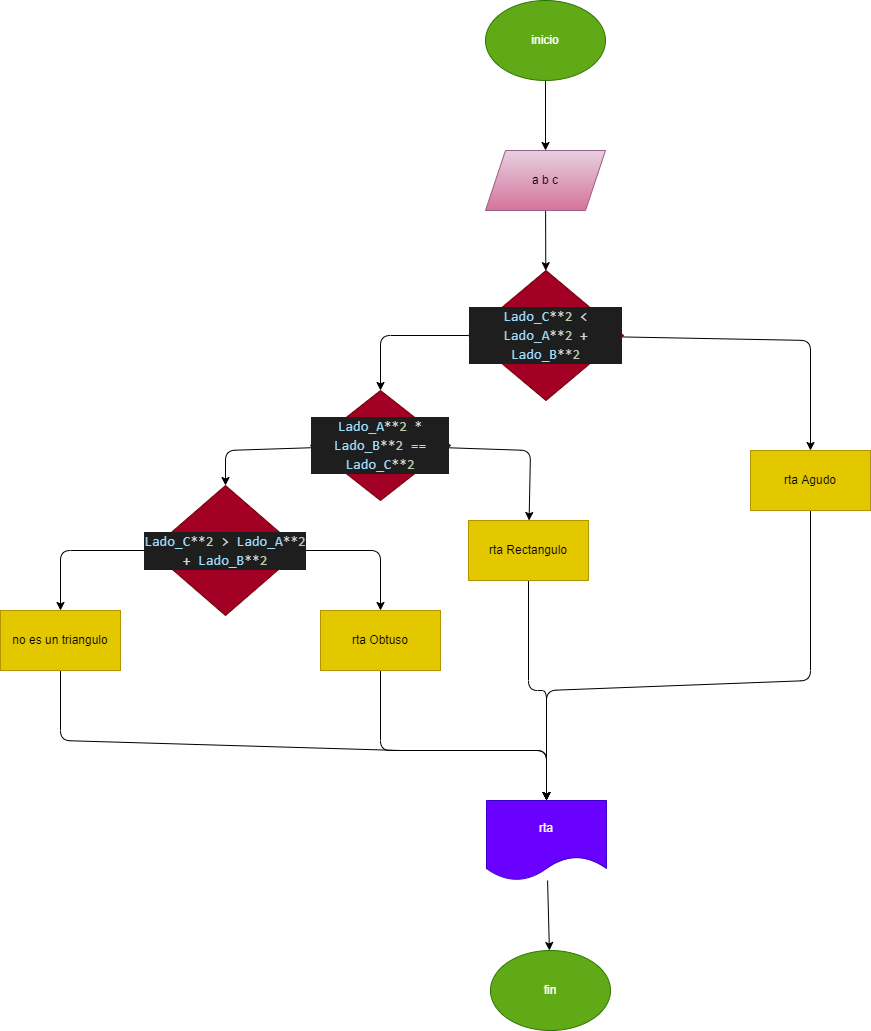 inicio
a b c
Lado_C**2 <
Lado_A**2 +
Lado_B**2
Lado_A**2 *
Lado_B**2 ==
Lado_C**2
rta Agudo
Lado_C**2 > Lado_A**2
+ Lado_B**2
rta Rectangulo
no es un triangulo
rta Obtuso
rta
fin